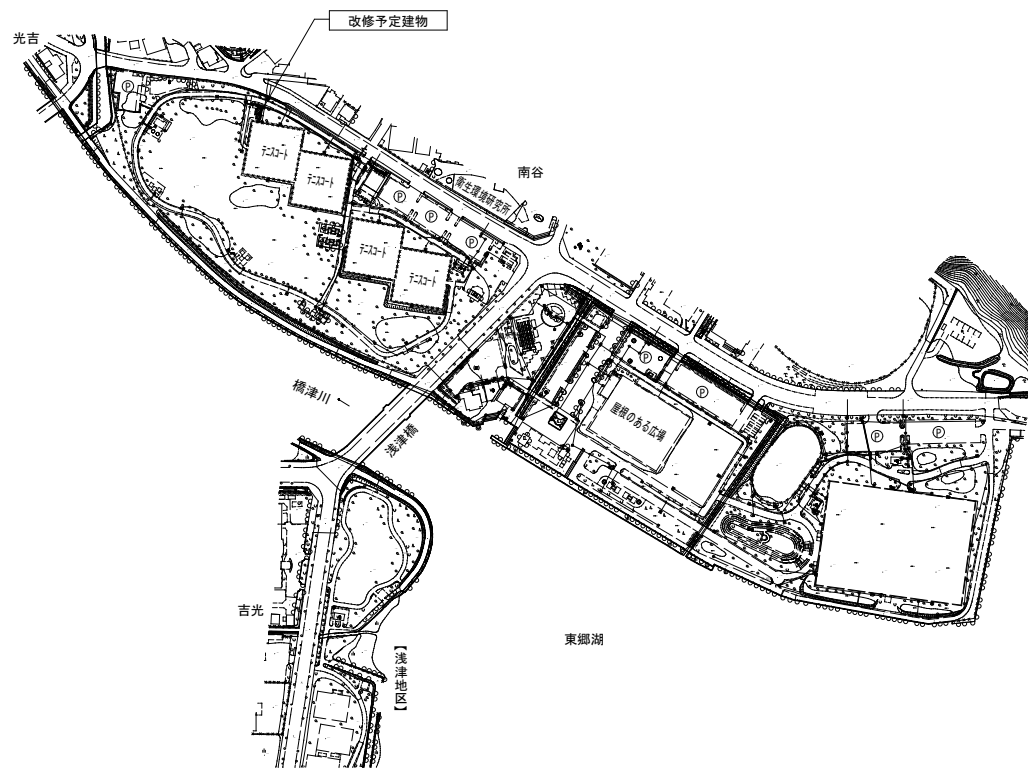 改修予定建物
光吉
Ⓟ
テニスコート
テニスコート
南谷
衛生環境研究所
Ⓟ
Ⓟ
Ⓟ
テニスコート
テニスコート
橋津川
浅津橋
Ⓟ
Ⓟ
屋根のある広場
Ⓟ
Ⓟ
吉光
東郷湖
【浅津地区】